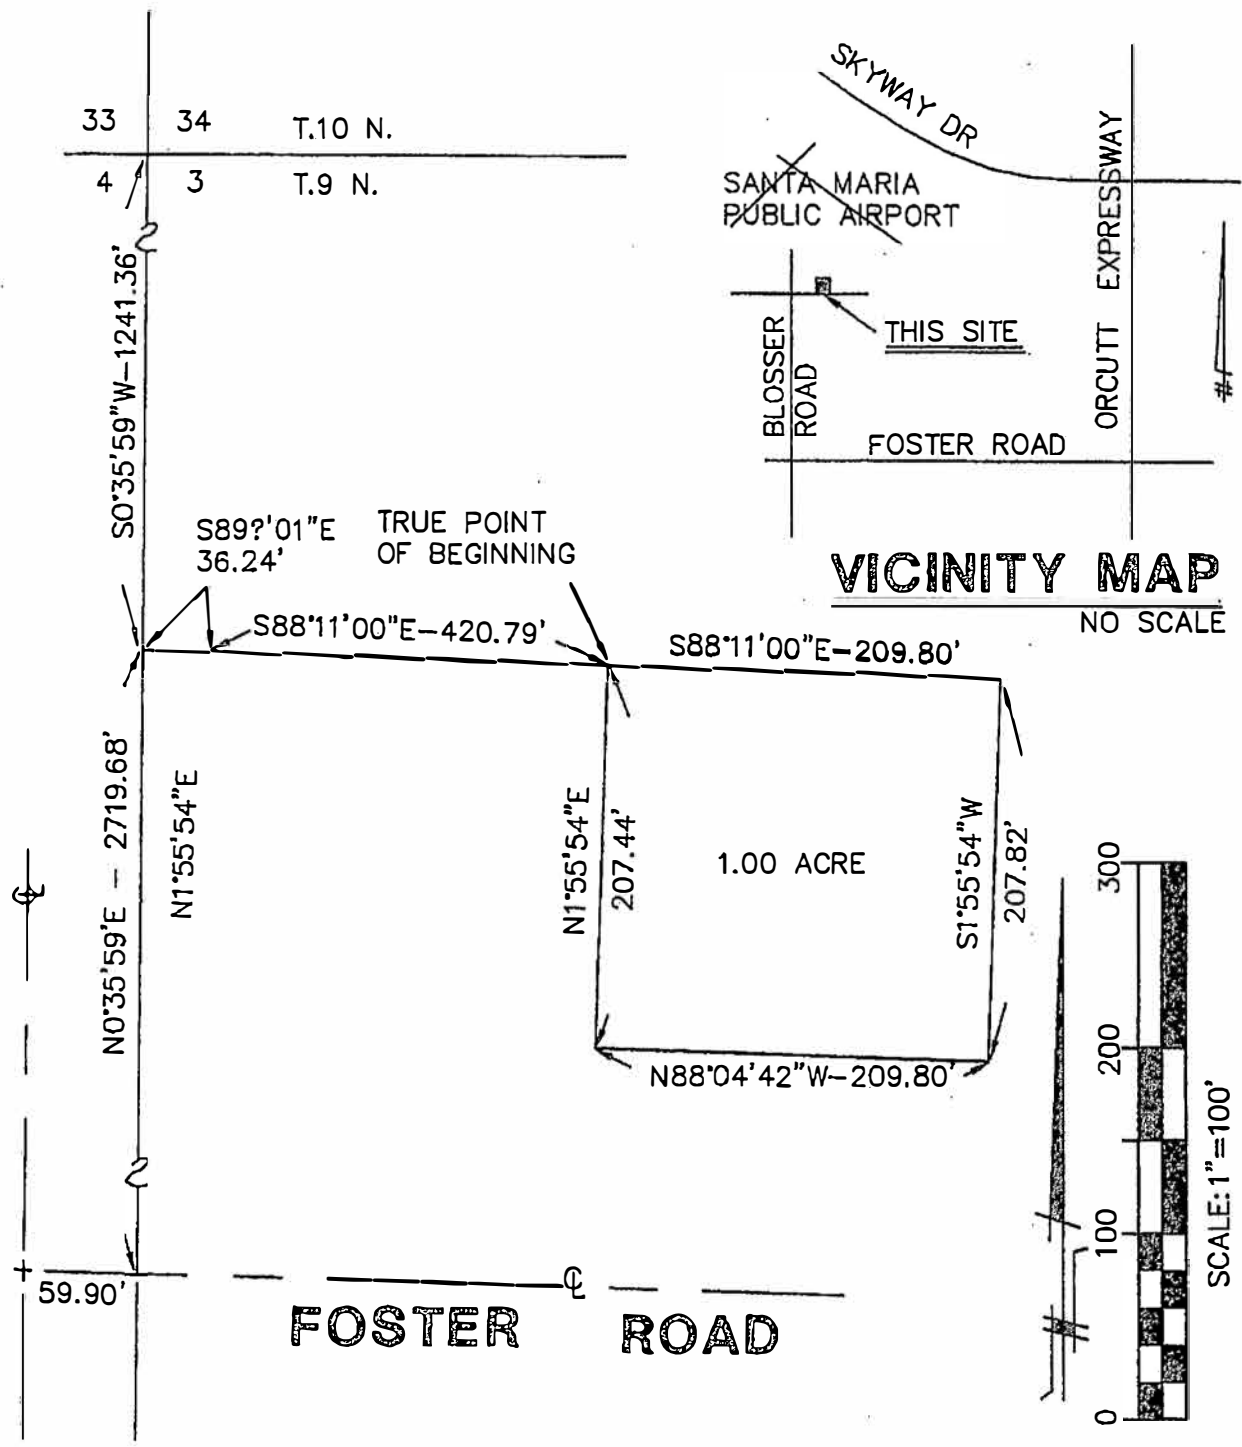 33 34 T.10 N.
4 3 T.9 N.
S0°35'59"W-1241.36'
S89?'01"E
36.24'
TRUE POINT
OF BEGINNING
S88°11'00"E-420.79'
S88°11'00"E-209.80'
N0°35'59'E - 2719.68'
N1°55'54"E
N1°55'54"E
207.44'
1.00 ACRE
S1°55'54"W
207.82'
N88°04'42"W-209.80'
59.90'
℄
℄
FOSTER ROAD
SKYWAY DR
SANTA MARIA
PUBLIC AIRPORT
ORCUTT EXPRESSWAY
THIS SITE
BLOSSER
ROAD
FOSTER ROAD
VICINITY MAP
NO SCALE
300
200
100
0
SCALE: 1"=100'